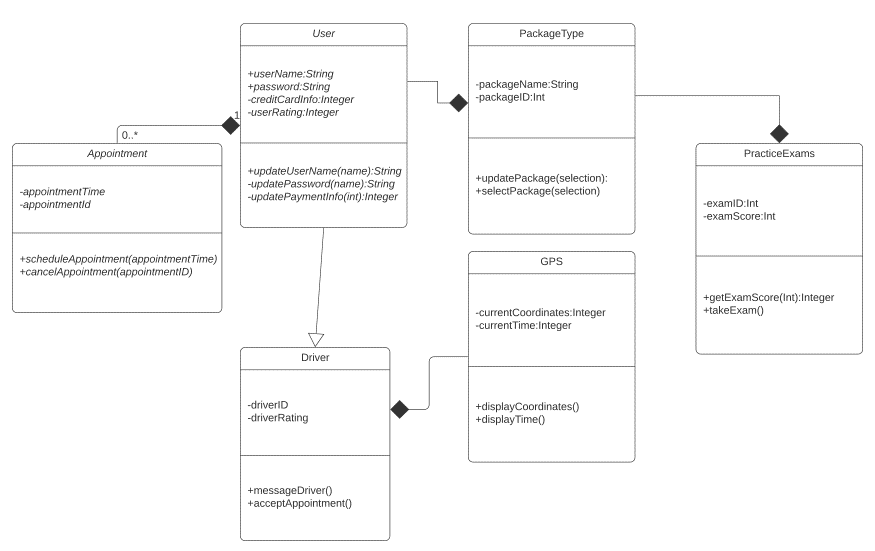 User
+userName:String
+password:String
-creditCardInfo:Integer
-userRating:Integer
+updateUserName(name):String
-updatePassword(name):String
-updatePaymentInfo(int):Integer
PackageType
-packageName:String
-packageID:Int
+updatePackage(selection):
+selectPackage(selection)
1
0..*
Appointment
-appointmentTime
-appointmentId
+scheduleAppointment(appointmentTime)
+cancelAppointment(appointmentID)
PracticeExams
-examID:Int
-examScore:Int
+getExamScore(Int):Integer
+takeExam()
GPS
-currentCoordinates:Integer
-currentTime:Integer
+displayCoordinates()
+displayTime()
Driver
-driverID
-driverRating
+messageDriver()
+acceptAppointment()